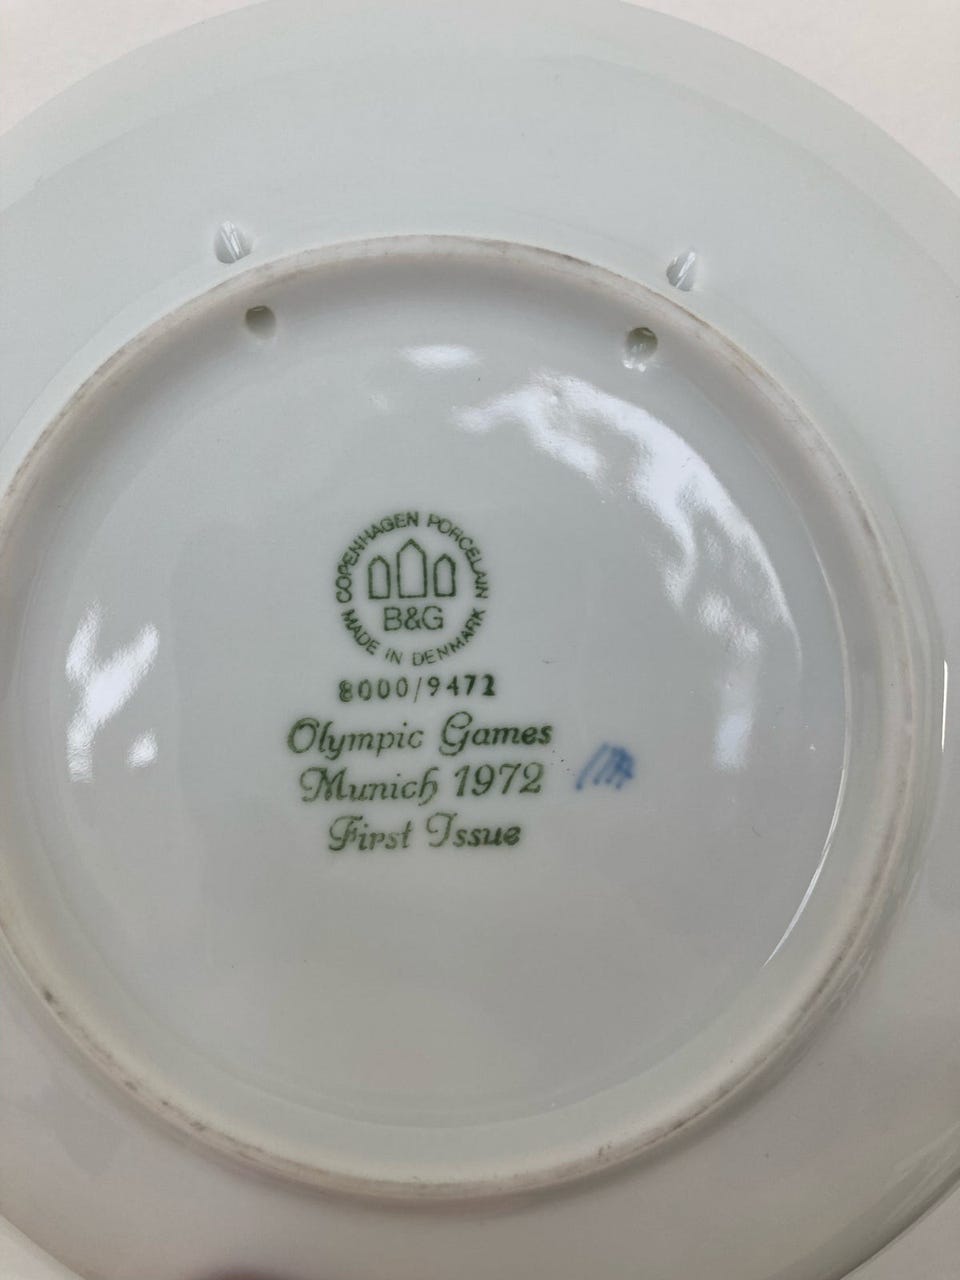 COPENHAGEN PORCELAIN
B&G
MADE IN DENMARK
8000/9472
Olympic Games
Munich 1972
First Issue